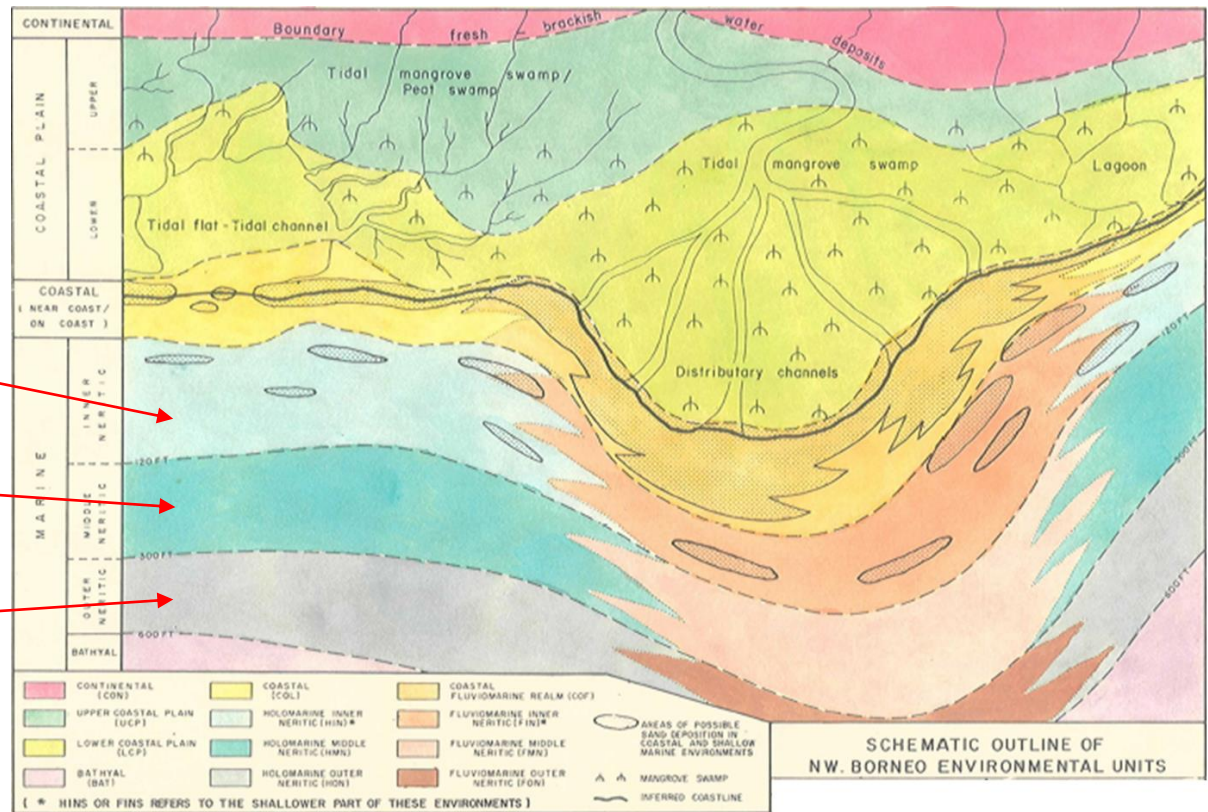 CONTINENTAL
COASTAL PLAIN
UPPER
LOWER
COASTAL
( NEAR COAST/
ON COAST )
MARINE
INNER
NERITIC
MIDDLE
NERITIC
OUTER
NERITIC
BATHYAL
Boundary fresh brackish water deposits
Tidal mangrove swamp/
Peat swamp
Tidal mangrove swamp
Lagoon
Tidal flat - Tidal channel
Distributary channels
120 FT
300 FT
600 FT
120 FT
300 FT
600 FT
CONTINENTAL
(CON)
UPPER COASTAL PLAIN
(UCP)
LOWER COASTAL PLAIN
(LCP)
BATHYAL
(BAT)
COASTAL
(COL)
HOLOMARINE INNER
NERITIC (HIN)*
HOLOMARINE MIDDLE
NERITIC (HMN)
HOLOMARINE OUTER
NERITIC (HON)
COASTAL
FLUVIOMARINE REALM (COF)
FLUVIOMARINE INNER
NERITIC (FIN)*
FLUVIOMARINE MIDDLE
NERITIC (FMN)
FLUVIOMARINE OUTER
NERITIC (FON)
AREAS OF POSSIBLE
SAND DEPOSITION IN
COASTAL AND SHALLOW
MARINE ENVIRONMENTS
MANGROVE SWAMP
INFERRED COASTLINE
( * HINS OR FINS REFERS TO THE SHALLOWER PART OF THESE ENVIRONMENTS )
SCHEMATIC OUTLINE OF
NW. BORNEO ENVIRONMENTAL UNITS